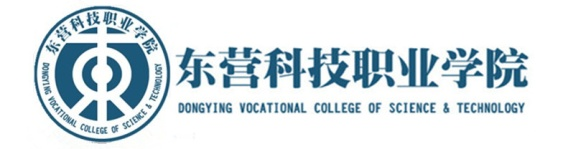 东营科技职业学院
DONGYING VOCATIONAL COLLEGE OF SCIENCE & TECHNOLOGY
东营科技职业学院
DONGYING VOCATIONAL COLLEGE OF SCIENCE & TECHNOLOGY